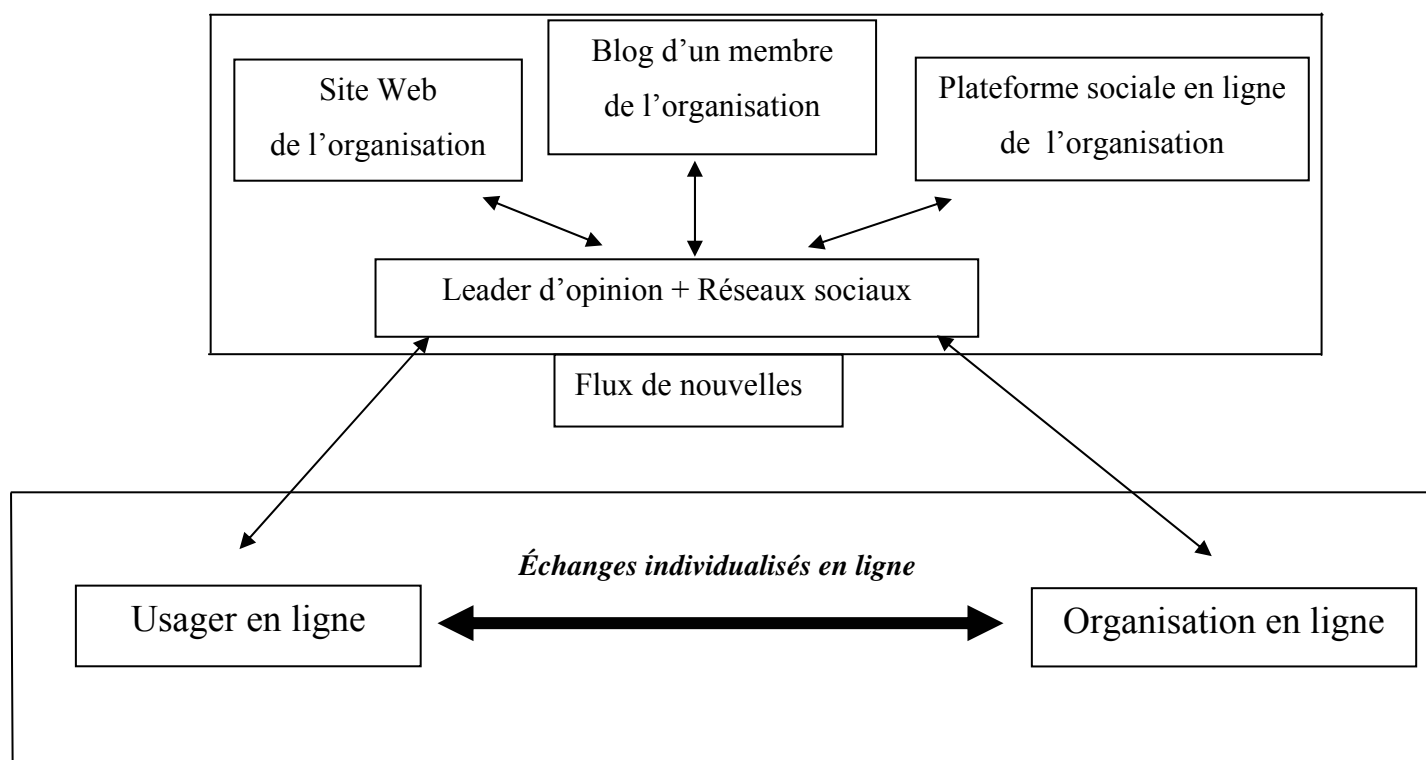 Site Web
de l’organisation
Blog d’un membre
de l’organisation
Plateforme sociale en ligne
de l’organisation
Leader d’opinion + Réseaux sociaux
Flux de nouvelles
Échanges individualisés en ligne
Usager en ligne
Organisation en ligne